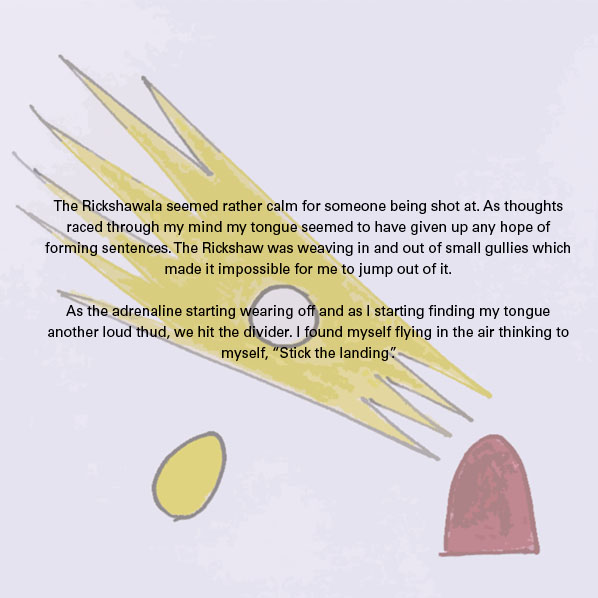 The Rickshawala seemed rather calm for someone being shot at. As thoughts
raced through my mind my tongue seemed to have given up any hope of
forming sentences. The Rickshaw was weaving in and out of small gullies which
made it impossible for me to jump out of it.
As the adrenaline starting wearing off and as I starting finding my tongue
another loud thud, we hit the divider. I found myself flying in the air thinking to
myself, “Stick the landing”.